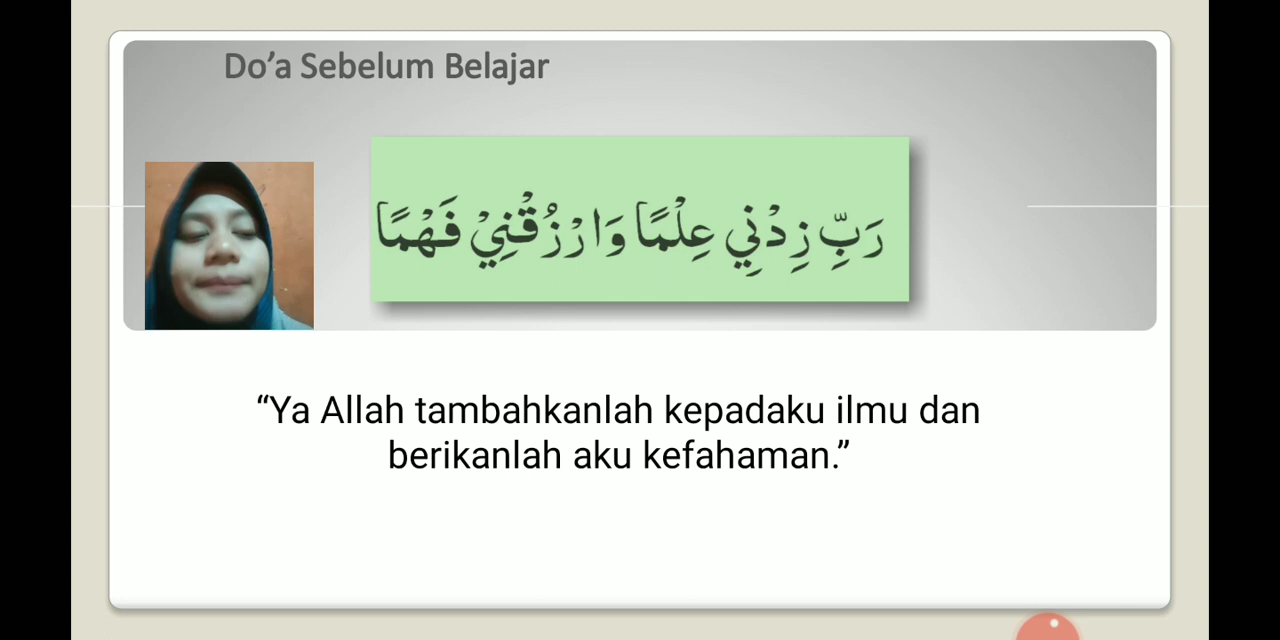 Do’a Sebelum Belajar
رَبِّ زِدْنِي عِلْمًا وَارْزُقْنِيْ فَهْمًا
“Ya Allah tambahkanlah kepadaku ilmu dan
berikanlah aku kefahaman.”